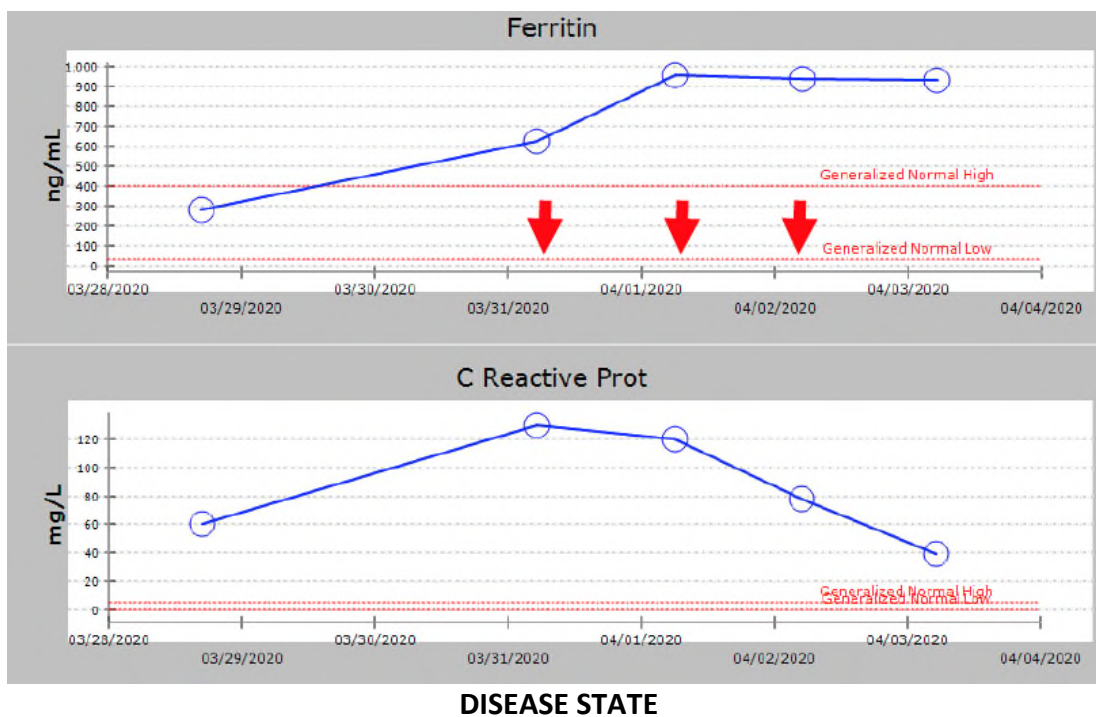 Ferritin
1.000
900
800
700
600
500
400
300
200
100
0
ng/mL
Generalized Normal High
Generalized Normal Low
03/28/2020 03/30/2020 04/01/2020 04/03/2020
03/29/2020 03/31/2020 04/02/2020 04/04/2020
C Reactive Prot
120
100
80
60
40
20
0
mg/L
Generalized Normal High
Generalized Normal Low
03/28/2020 03/30/2020 04/01/2020 04/03/2020
03/29/2020 03/31/2020 04/02/2020 04/04/2020
DISEASE STATE